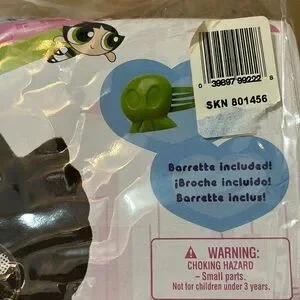 0 39897 99222 8
SKN 801456
Barrette included!
¡Broche incluido!
Barrette inclus!
⚠ WARNING:
CHOKING HAZARD
– Small parts.
Not for children under 3 years.